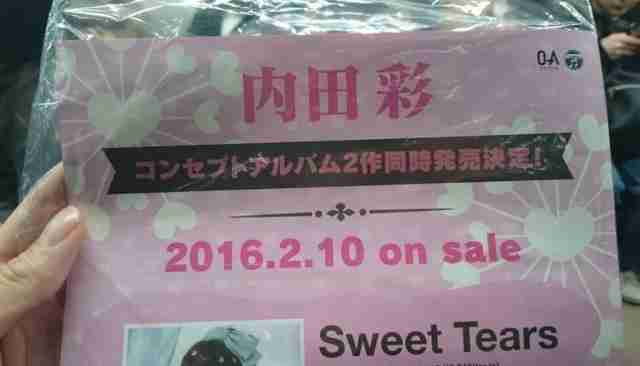 内田 彩
コンセプトアルバム2作同時発売決定!
2016.2.10 on sale
Sweet Tears